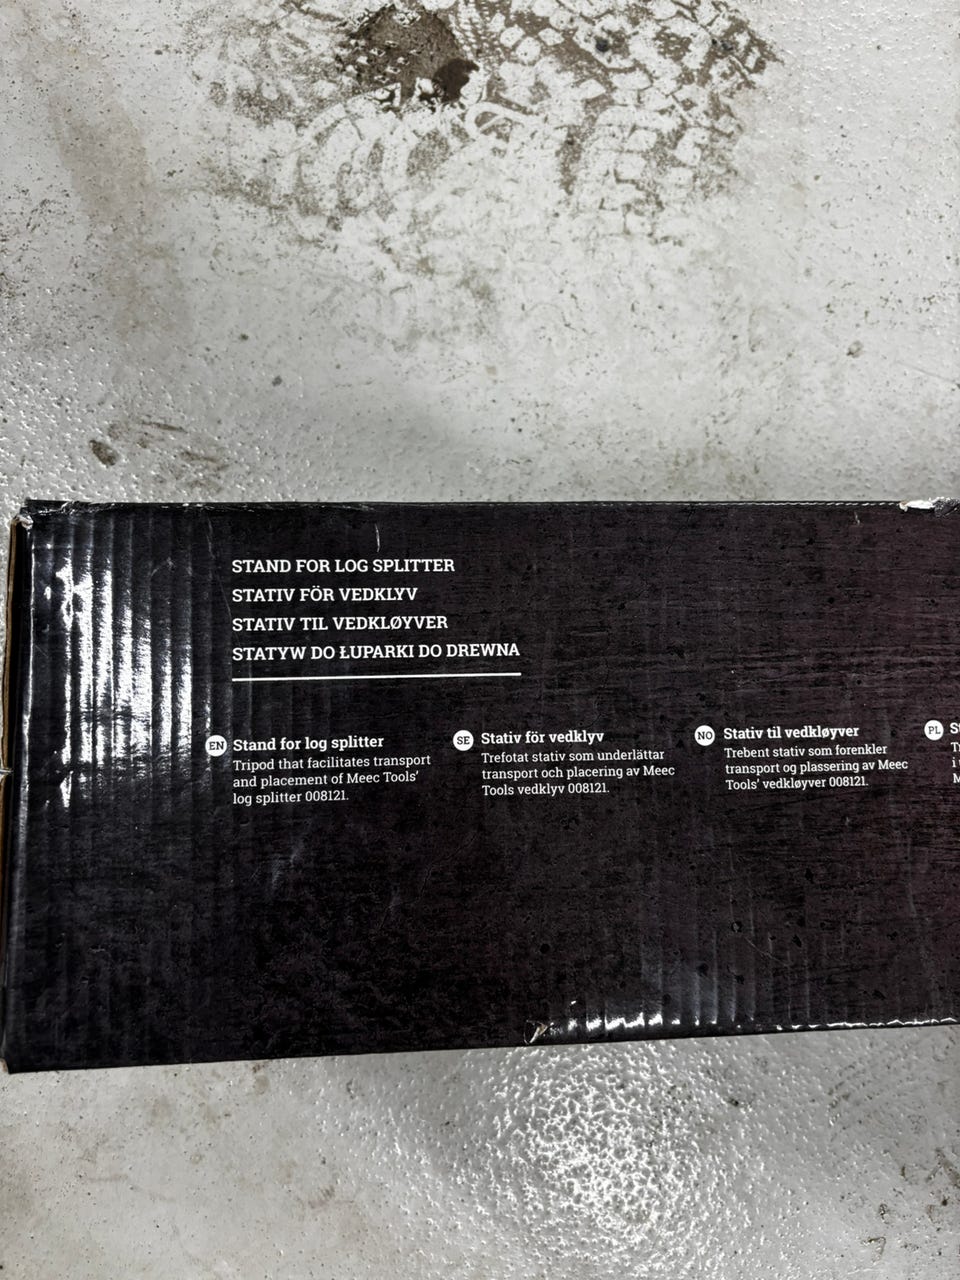 STAND FOR LOG SPLITTER
STATIV FÖR VEDKLYV
STATIV TIL VEDKLØYVER
STATYW DO ŁUPARKI DO DREWNA
EN Stand for log splitter
Tripod that facilitates transport
and placement of Meec Tools’
log splitter 008121.
SE Stativ för vedklyv
Trefotat stativ som underlättar
transport och placering av Meec
Tools vedklyv 008121.
NO Stativ til vedkløyver
Trebent stativ som forenkler
transport og plassering av Meec
Tools’ vedkløyver 008121.
PL